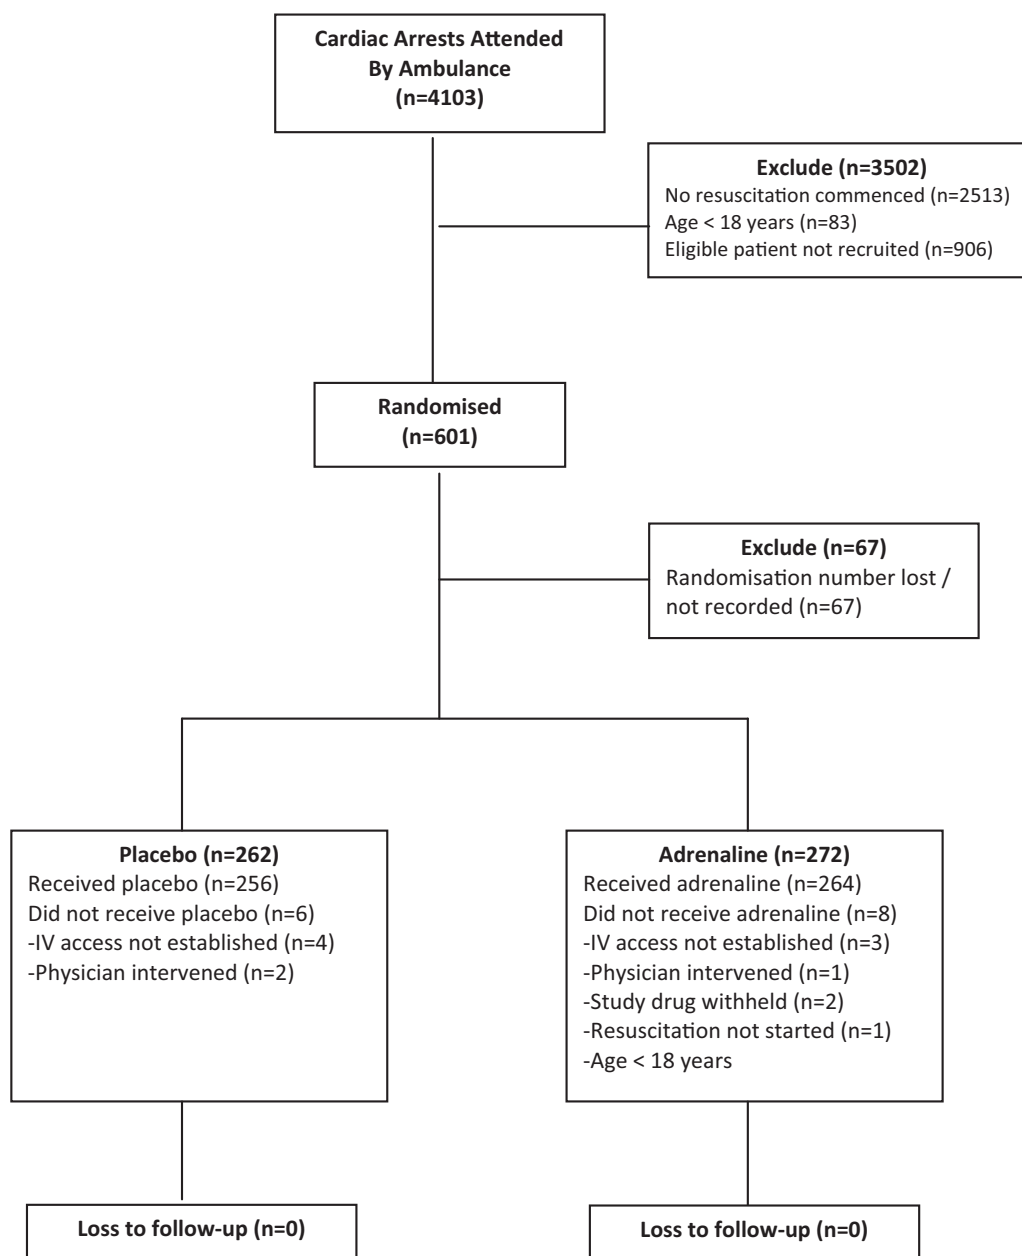 Cardiac Arrests Attended
By Ambulance
(n=4103)
Exclude (n=3502)
No resuscitation commenced (n=2513)
Age < 18 years (n=83)
Eligible patient not recruited (n=906)
Randomised
(n=601)
Exclude (n=67)
Randomisation number lost /
not recorded (n=67)
Placebo (n=262)
Received placebo (n=256)
Did not receive placebo (n=6)
-IV access not established (n=4)
-Physician intervened (n=2)
Adrenaline (n=272)
Received adrenaline (n=264)
Did not receive adrenaline (n=8)
-IV access not established (n=3)
-Physician intervened (n=1)
-Study drug withheld (n=2)
-Resuscitation not started (n=1)
-Age < 18 years
Loss to follow-up (n=0)
Loss to follow-up (n=0)